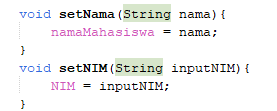 void setNama(String nama){
namaMahasiswa = nama;
}
void setNIM(String inputNIM){
NIM = inputNIM;
}